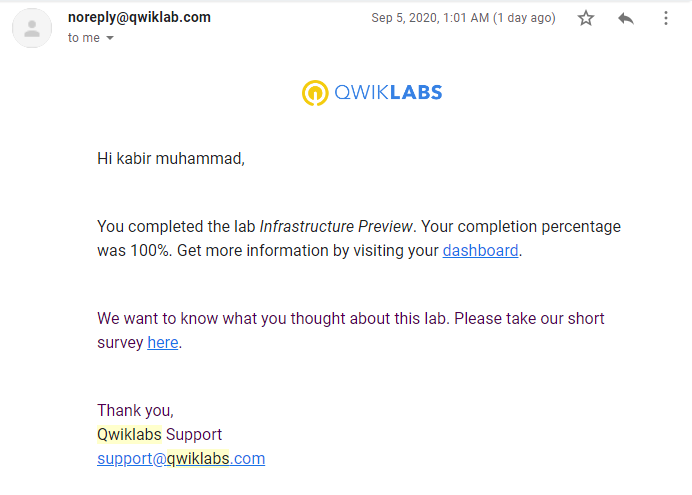 noreply@qwiklab.com
Sep 5, 2020, 1:01 AM (1 day ago)
to me
QWIKLABS
Hi kabir muhammad,
You completed the lab Infrastructure Preview. Your completion percentage
was 100%. Get more information by visiting your dashboard.
We want to know what you thought about this lab. Please take our short
survey here.
Thank you,
Qwiklabs Support
support@qwiklabs.com